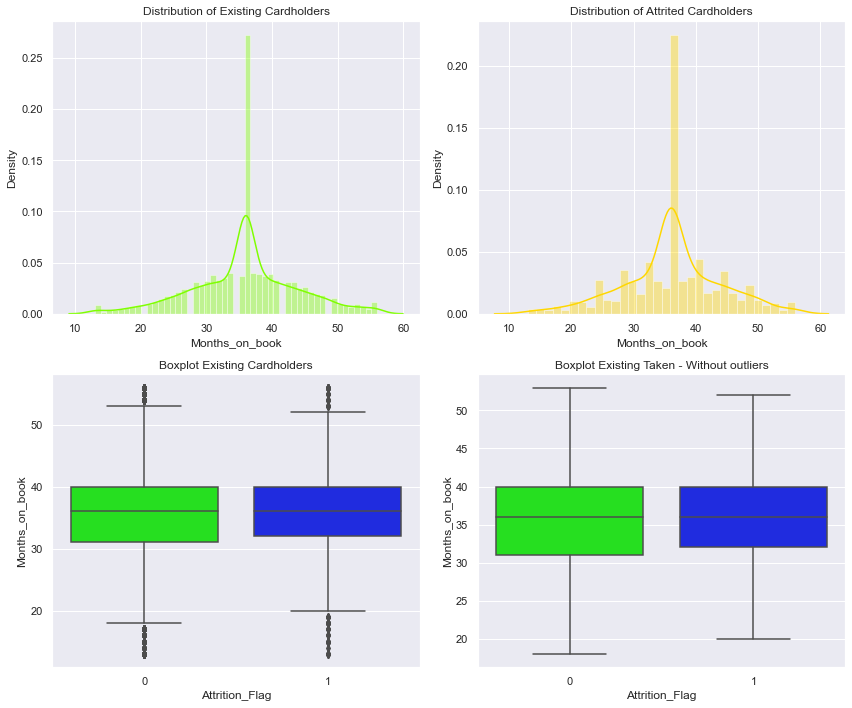 Distribution of Existing Cardholders
0.25
0.20
0.15
0.10
0.05
0.00
Density
10 20 30 40 50 60
Months_on_book
Distribution of Attrited Cardholders
0.20
0.15
0.10
0.05
0.00
Density
10 20 30 40 50 60
Months_on_book
Boxplot Existing Cardholders
50
40
30
20
Months_on_book
0 1
Attrition_Flag
Boxplot Existing Taken - Without outliers
50
45
40
35
30
25
20
Months_on_book
0 1
Attrition_Flag